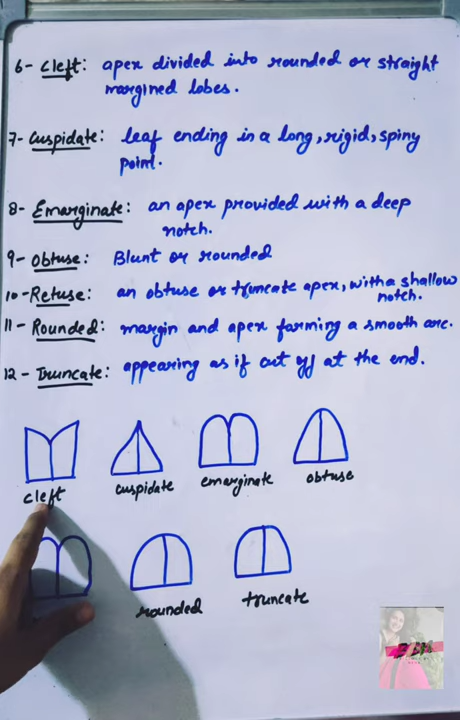 6- Cleft: apex divided into rounded or straight
margined lobes.
7- Cuspidate: leaf ending in a long, rigid, spiny
point.
8- Emarginate: an apex provided with a deep
notch.
9- Obtuse: Blunt or rounded
10- Retuse: an obtuse or truncate apex, with a shallow
notch.
11- Rounded: margin and apex forming a smooth arc.
12- Truncate: appearing as if cut off at the end.
cleft cuspidate emarginate obtuse
rounded truncate